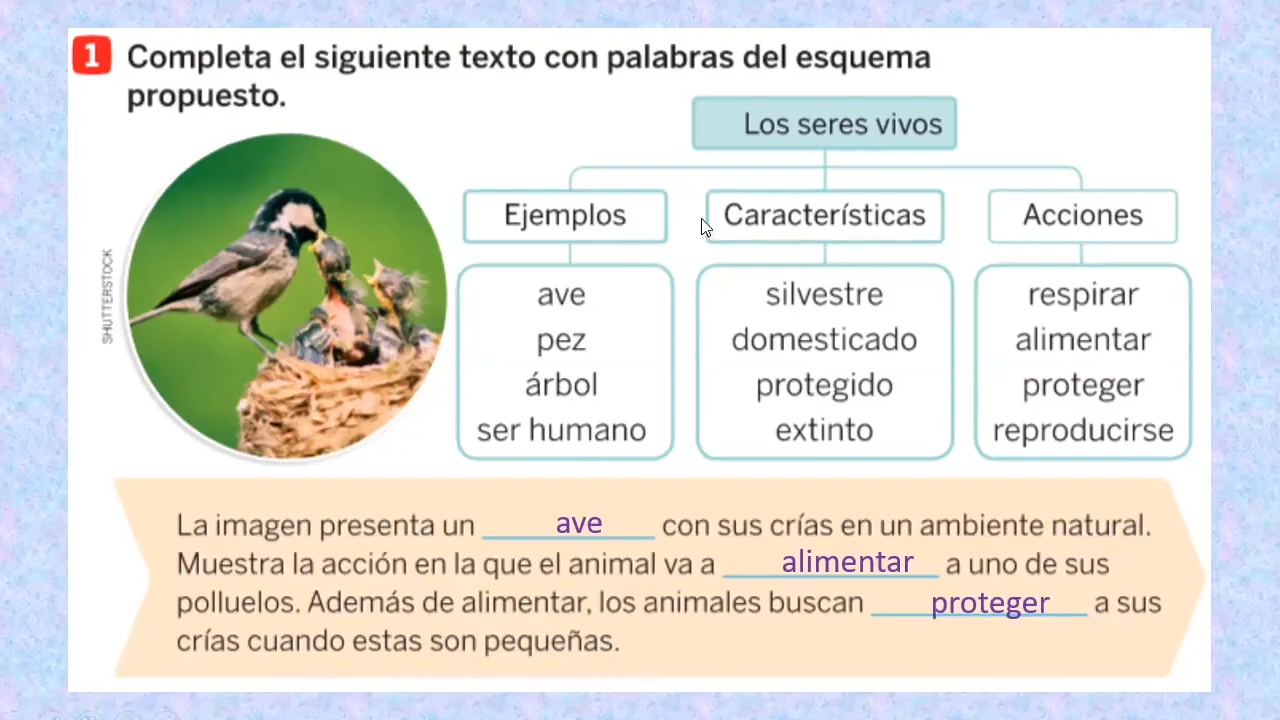 1 Completa el siguiente texto con palabras del esquema
propuesto.
Los seres vivos
Ejemplos
ave
pez
árbol
ser humano
Características
silvestre
domesticado
protegido
extinto
Acciones
respirar
alimentar
proteger
reproducirse
SHUTTERSTOCK
La imagen presenta un ave con sus crías en un ambiente natural.
Muestra la acción en la que el animal va a alimentar a uno de sus
polluelos. Además de alimentar, los animales buscan proteger a sus
crías cuando estas son pequeñas.